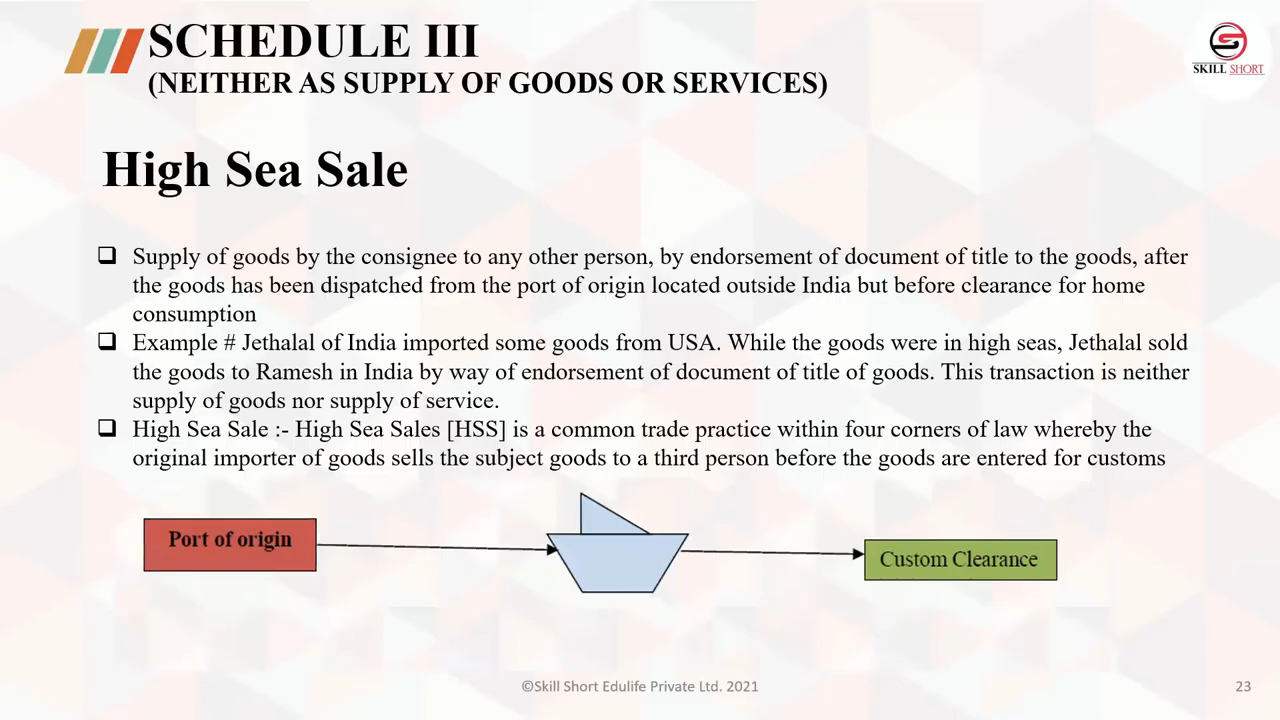 SCHEDULE III
(NEITHER AS SUPPLY OF GOODS OR SERVICES)
SKILL SHORT
High Sea Sale
Supply of goods by the consignee to any other person, by endorsement of document of title to the goods, after
the goods has been dispatched from the port of origin located outside India but before clearance for home
consumption
Example # Jethalal of India imported some goods from USA. While the goods were in high seas, Jethalal sold
the goods to Ramesh in India by way of endorsement of document of title of goods. This transaction is neither
supply of goods nor supply of service.
High Sea Sale :- High Sea Sales [HSS] is a common trade practice within four corners of law whereby the
original importer of goods sells the subject goods to a third person before the goods are entered for customs
Port of origin
Custom Clearance
©Skill Short Edulife Private Ltd. 2021
23